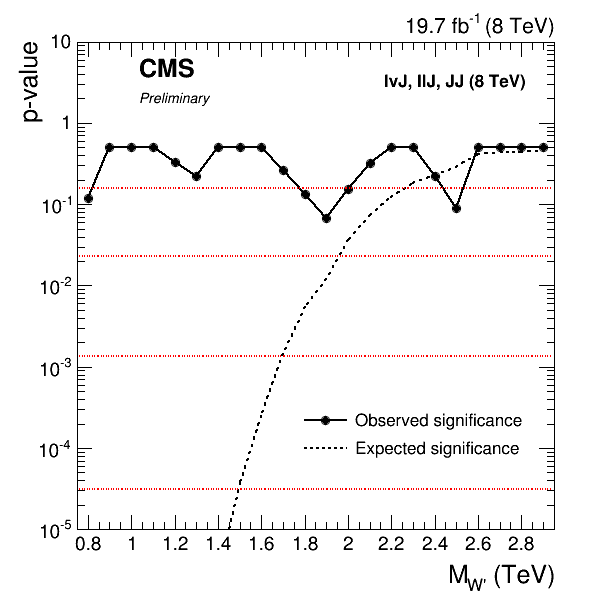 19.7 fb⁻¹ (8 TeV)
CMS
Preliminary
lνJ, llJ, JJ (8 TeV)
p-value
10
1
10⁻¹
10⁻²
10⁻³
10⁻⁴
10⁻⁵
Observed significance
Expected significance
0.8 1 1.2 1.4 1.6 1.8 2 2.2 2.4 2.6 2.8
M_W' (TeV)